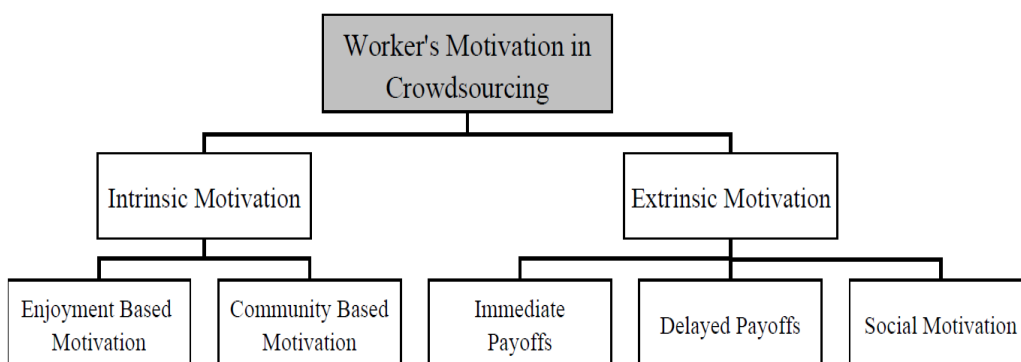 Worker's Motivation in
Crowdsourcing
Intrinsic Motivation
Extrinsic Motivation
Enjoyment Based
Motivation
Community Based
Motivation
Immediate
Payoffs
Delayed Payoffs
Social Motivation